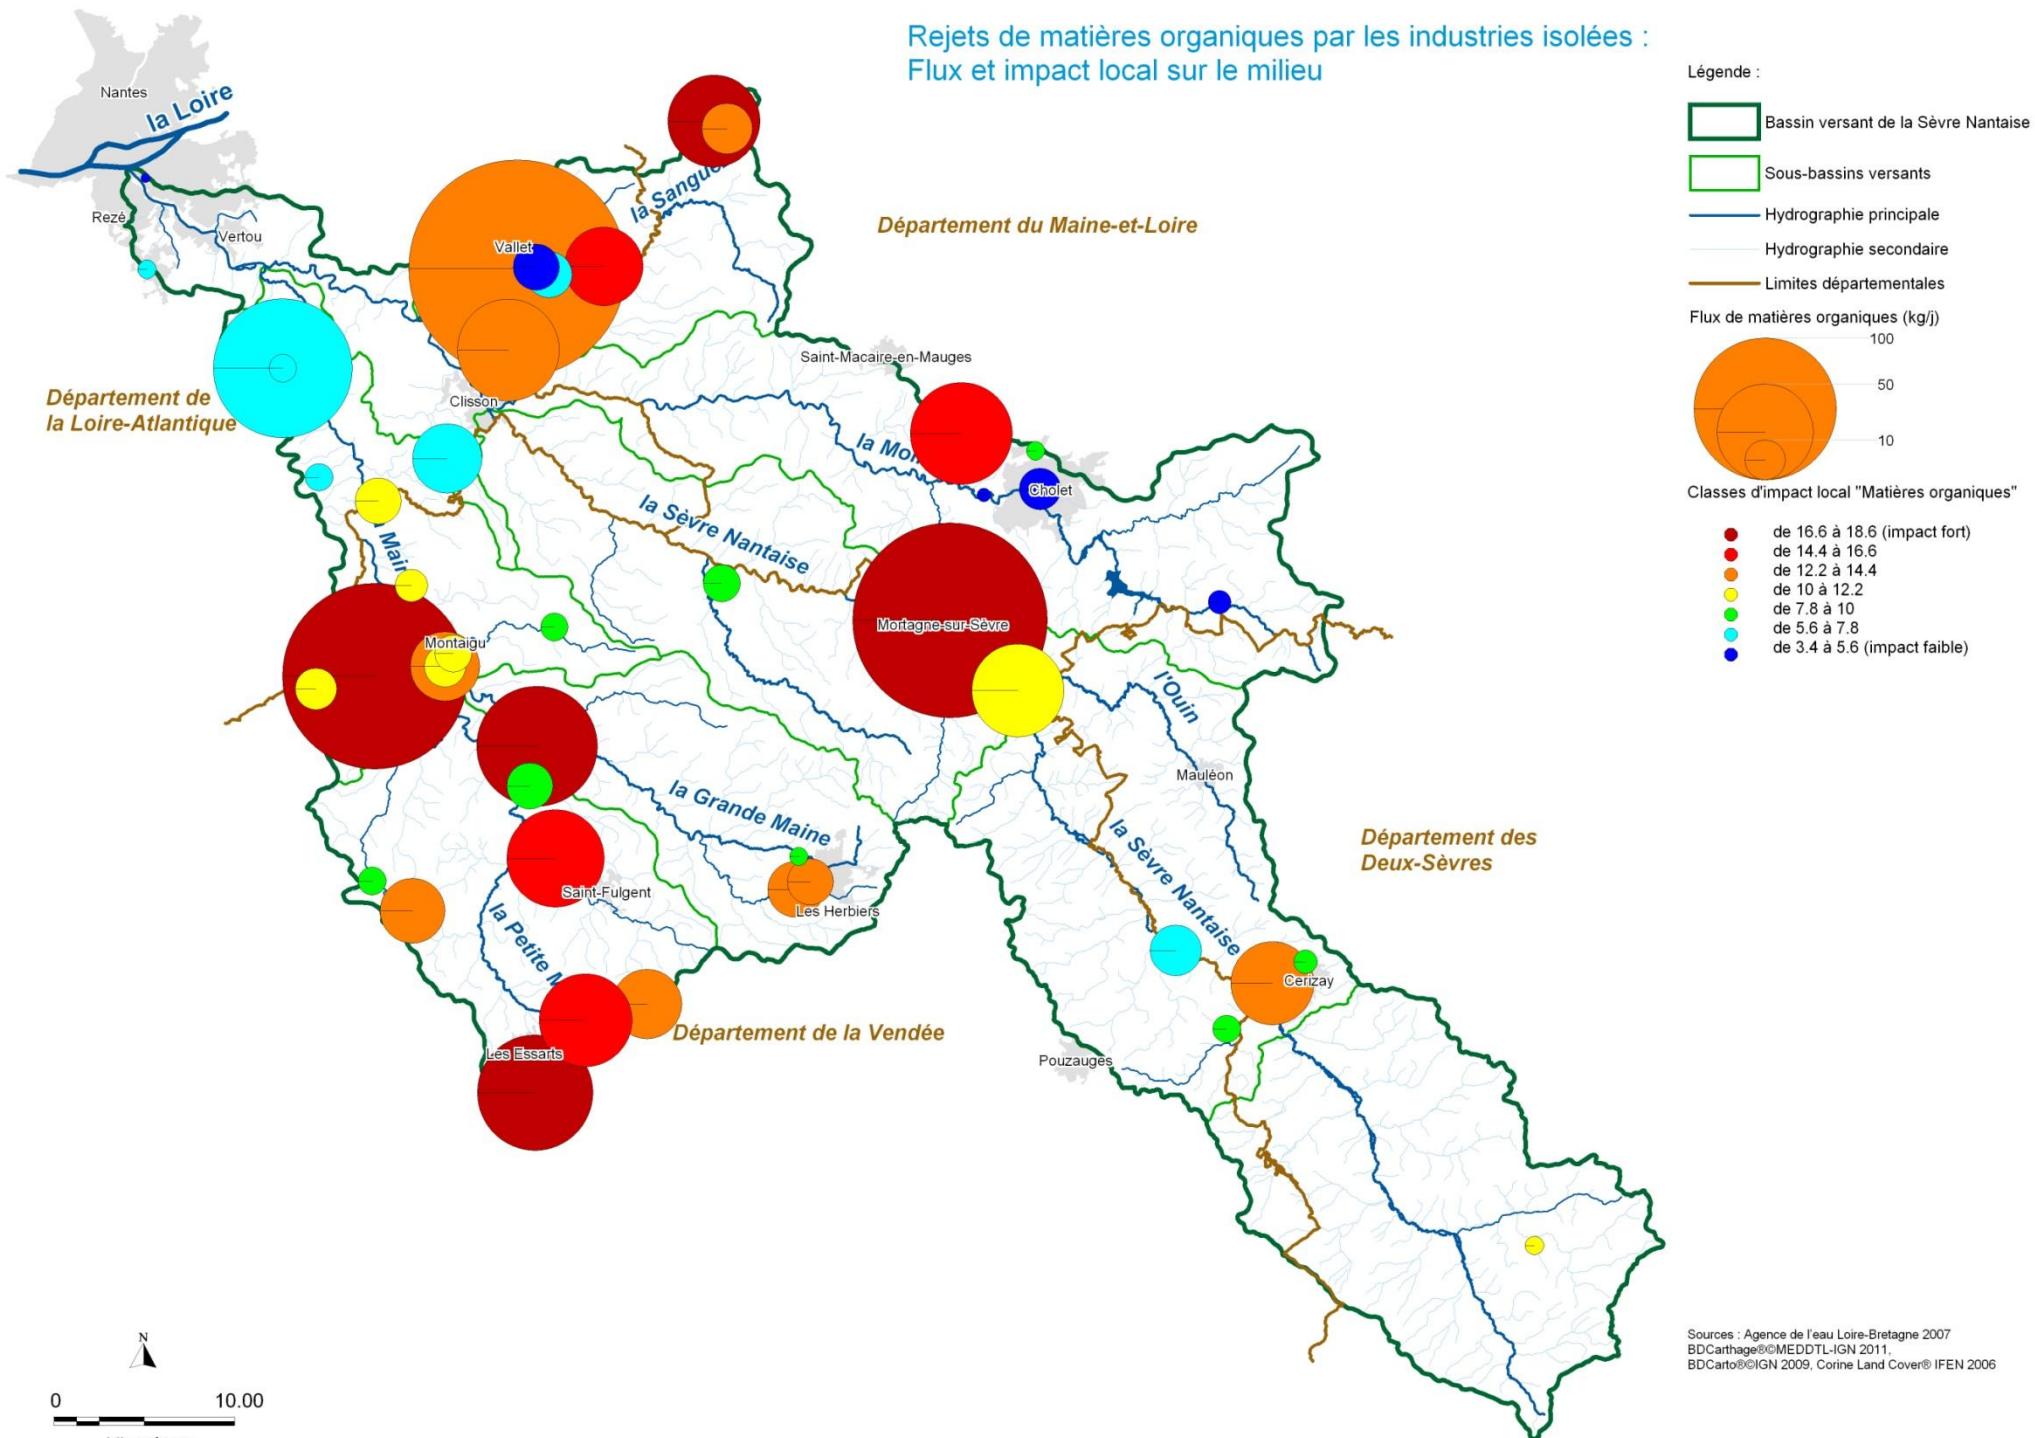 Rejets de matières organiques par les industries isolées :
Flux et impact local sur le milieu
Légende :
Bassin versant de la Sèvre Nantaise
Sous-bassins versants
Hydrographie principale
Hydrographie secondaire
Limites départementales
Flux de matières organiques (kg/j)
100
50
10
Classes d'impact local "Matières organiques"
de 16.6 à 18.6 (impact fort)
de 14.4 à 16.6
de 12.2 à 14.4
de 10 à 12.2
de 7.8 à 10
de 5.6 à 7.8
de 3.4 à 5.6 (impact faible)
Nantes
la Loire
Rezé
Vertou
Vallet
la Sangue
Département du Maine-et-Loire
Saint-Macaire-en-Mauges
Département de
la Loire-Atlantique
Clisson
la Moi
Cholet
la Sèvre Nantaise
Main
Mortagne-sur-Sèvre
Montaigu
l'Ouin
Mauléon
la Grande Maine
la Sèvre Nantaise
Département des
Deux-Sèvres
Saint-Fulgent
Les Herbiers
la Petite M
Cerizay
Département de la Vendée
Les Essarts
Pouzauges
N
0 10.00
Sources : Agence de l'eau Loire-Bretagne 2007
BDCarthage®©MEDDTL-IGN 2011,
BDCarto®©IGN 2009, Corine Land Cover® IFEN 2006